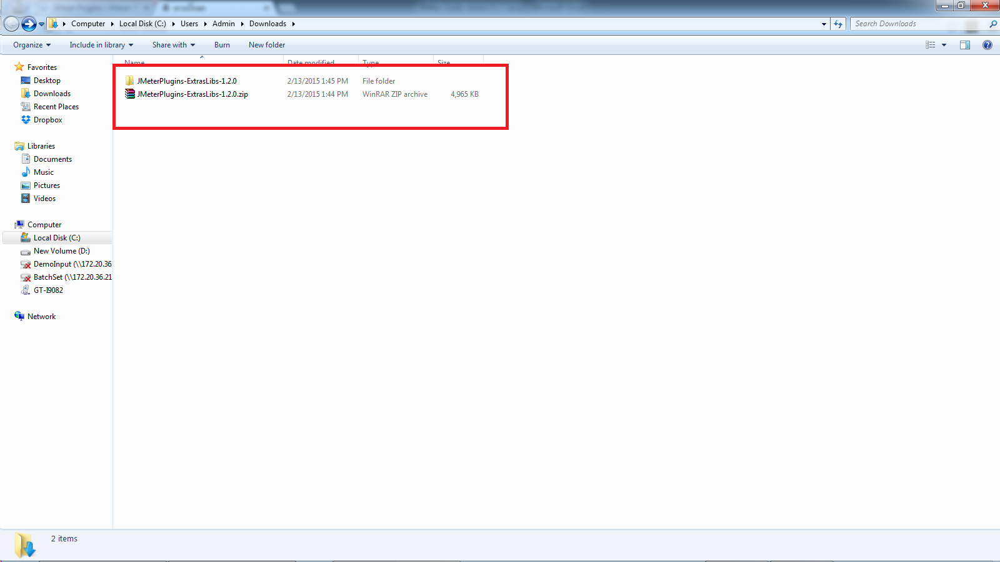 Computer Local Disk (C:) Users Admin Downloads
Search Downloads
Organize Include in library Share with Burn New folder
Name Date modified Type Size
Favorites
Desktop
Downloads
Recent Places
Dropbox
Libraries
Documents
Music
Pictures
Videos
Computer
Local Disk (C:)
New Volume (D:)
DemoInput (\\172.20.36
BatchSet (\\172.20.36.21
GT-I9082
Network
JMeterPlugins-ExtrasLibs-1.2.0 2/13/2015 1:45 PM File folder
JMeterPlugins-ExtrasLibs-1.2.0.zip 2/13/2015 1:44 PM WinRAR ZIP archive 4,965 KB
2 items